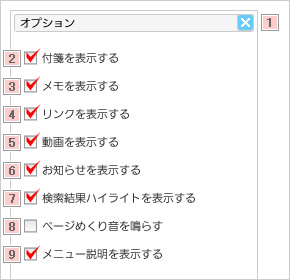 オプション 1
2 付箋を表示する
3 メモを表示する
4 リンクを表示する
5 動画を表示する
6 お知らせを表示する
7 検索結果ハイライトを表示する
8 ページめくり音を鳴らす
9 メニュー説明を表示する